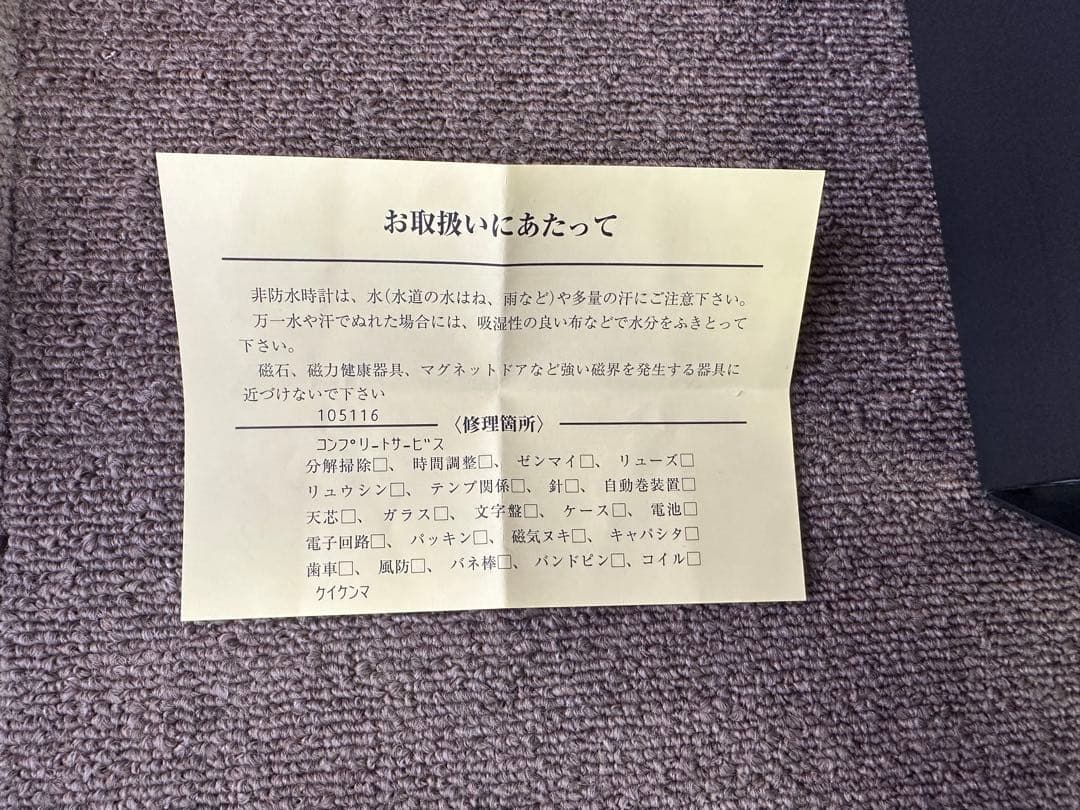 お取扱いにあたって
非防水時計は、水(水道の水はね、雨など)や多量の汗にご注意下さい。
万一水や汗でぬれた場合には、吸湿性の良い布などで水分をふきとって
下さい。
磁石、磁力健康器具、マグネットドアなど強い磁界を発生する器具に
近づけないで下さい
105116
〈修理箇所〉
コンプリートサービス
分解掃除□、時間調整□、ゼンマイ□、リューズ□
リュウシン□、テンプ関係□、針□、自動巻装置□
天芯□、ガラス□、文字盤□、ケース□、電池□
電子回路□、パッキン□、磁気ヌキ□、キャパシタ□
歯車□、風防□、バネ棒□、バンドピン□、コイル□
ケイケンマ